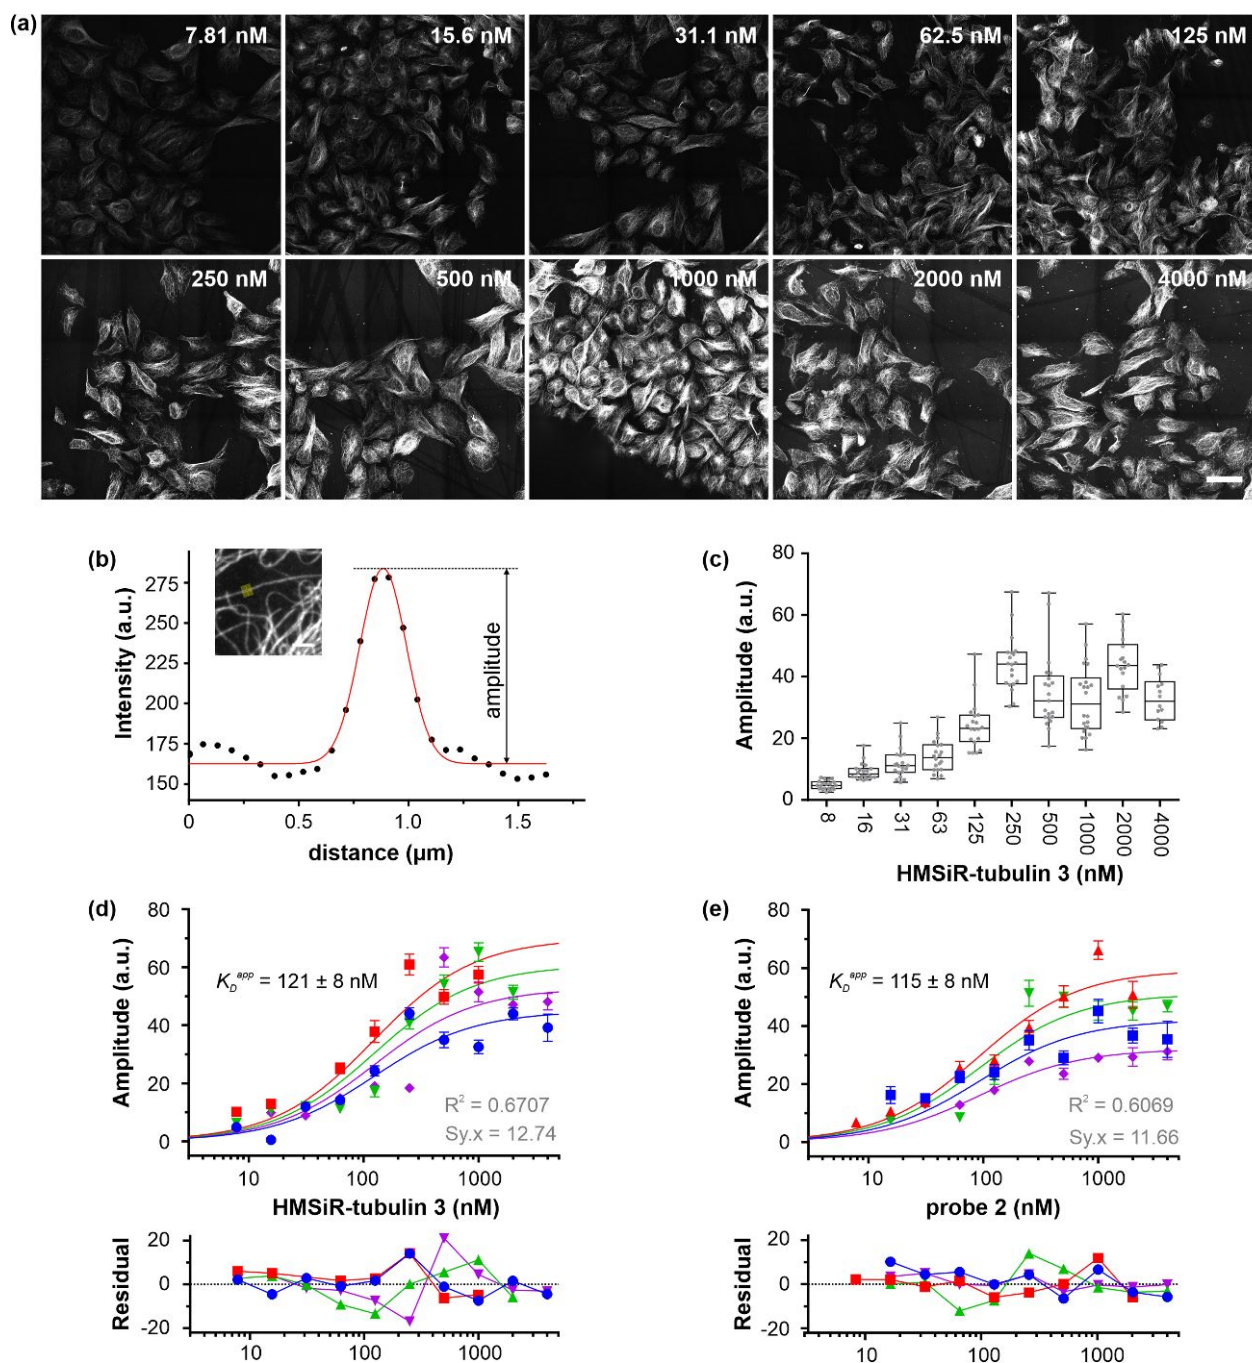 (a)
7.81 nM
15.6 nM
31.1 nM
62.5 nM
125 nM
250 nM
500 nM
1000 nM
2000 nM
4000 nM
(b)
Intensity (a.u.)
275
250
225
200
175
150
amplitude
0
0.5
1.0
1.5
distance (µm)
(c)
Amplitude (a.u.)
80
60
40
20
0
8
16
31
63
125
250
500
1000
2000
4000
HMSiR-tubulin 3 (nM)
(d)
Amplitude (a.u.)
80
60
40
20
0
K_D^app = 121 ± 8 nM
R² = 0.6707
Sy.x = 12.74
10
100
1000
HMSiR-tubulin 3 (nM)
Residual
20
0
-20
10
100
1000
(e)
Amplitude (a.u.)
80
60
40
20
0
K_D^app = 115 ± 8 nM
R² = 0.6069
Sy.x = 11.66
10
100
1000
probe 2 (nM)
Residual
20
0
-20
10
100
1000